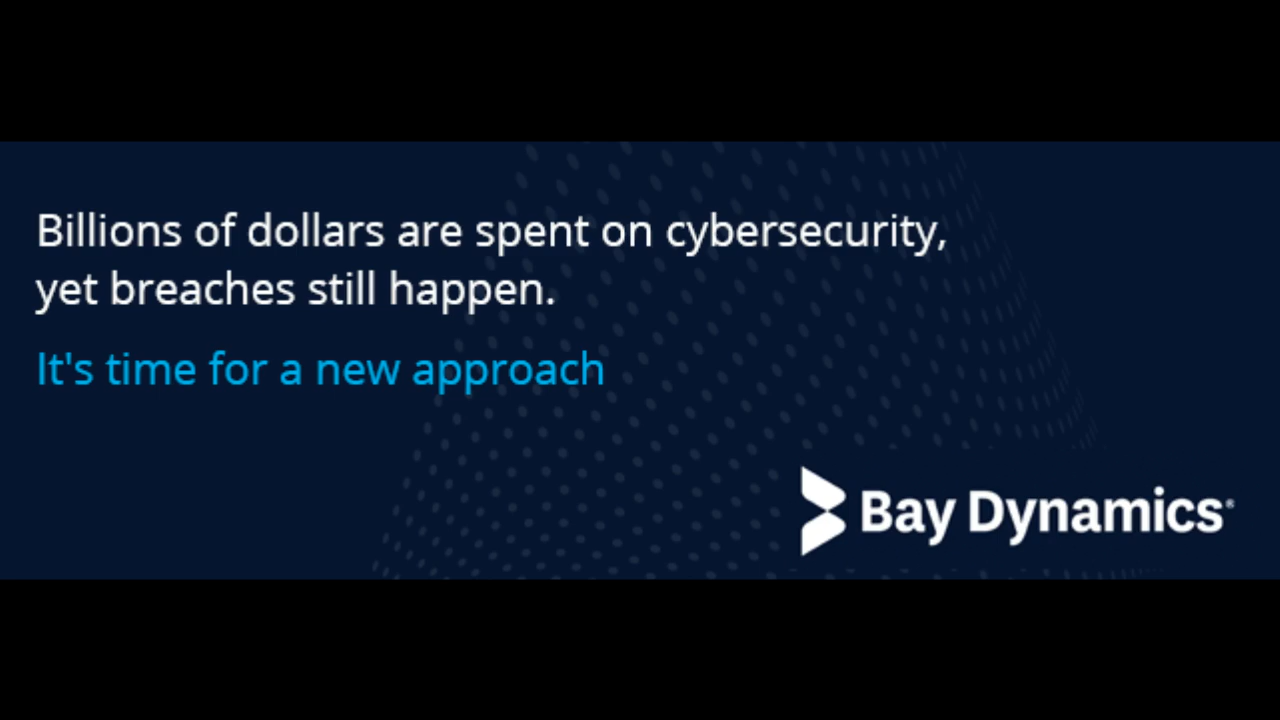 Billions of dollars are spent on cybersecurity,
yet breaches still happen.
It's time for a new approach
Bay Dynamics®